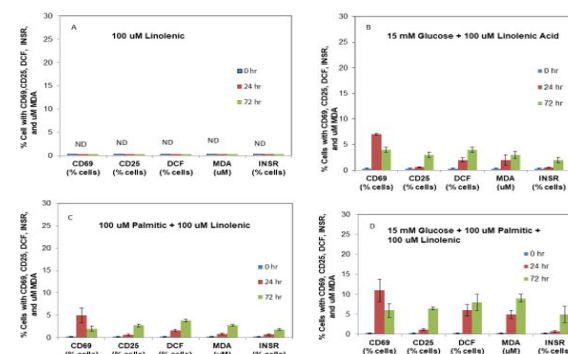 A
100 uM Linolenic
% Cell with CD69,CD25, DCF, INSR,
and uM MDA
30
25
20
15
10
5
0
0 hr
24 hr
72 hr
ND
ND
ND
ND
ND
CD69
(% cells)
CD25
(% cells)
DCF
(% cells)
MDA
(uM)
INSR
(% cells)
B
15 mM Glucose + 100 uM Linolenic Acid
% Cells with CD69, CD25, DCF, INSR,
and uM MDA
30
25
20
15
10
5
0
0 hr
24 hr
72 hr
CD69
(% cells)
CD25
(% cells)
DCF
(% cells)
MDA
(uM)
INSR
(% cells)
C
100 uM Palmitic + 100 uM Linolenic
% Cells with CD69, CD25, DCF, INSR,
and uM MDA
30
25
20
15
10
5
0
0 hr
24 hr
72 hr
CD69
CD25
DCF
MDA
INSR
D
15 mM Glucose + 100 uM Palmitic +
100 uM Linolenic
% Cells with CD69, CD25, DCF, INSR,
and uM MDA
30
25
20
15
10
5
0
0 hr
24 hr
72 hr
CD69
CD25
DCF
MDA
INSR